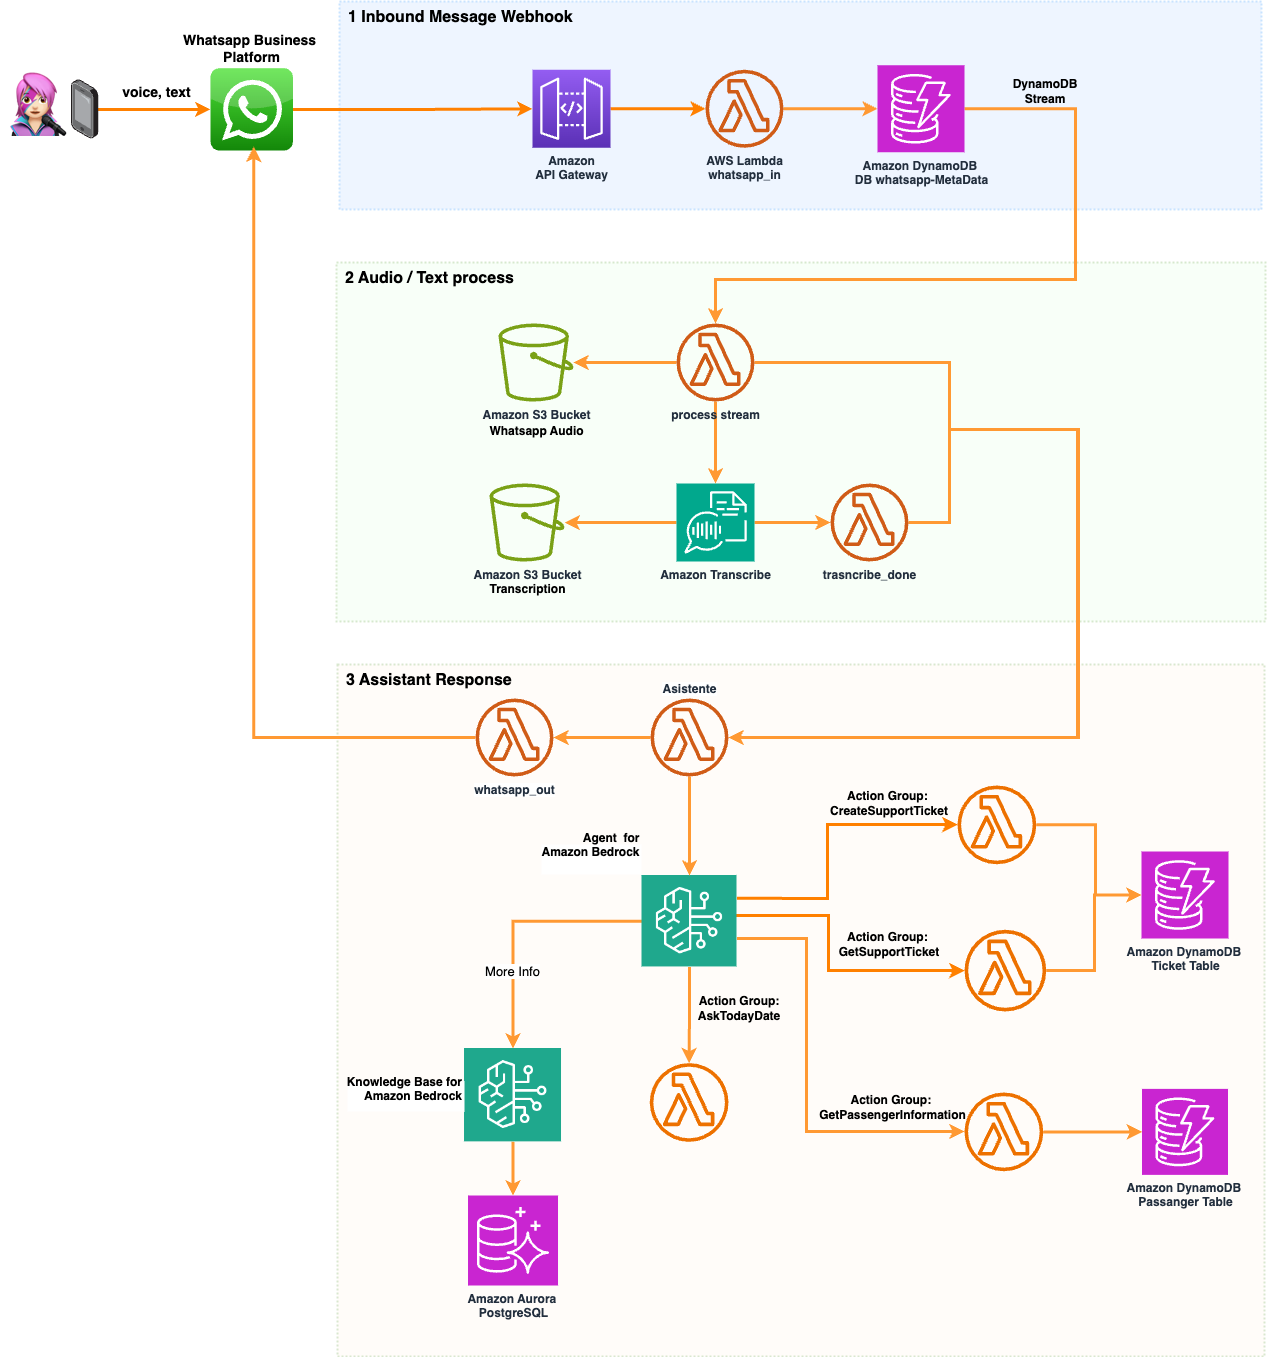 1 Inbound Message Webhook
Whatsapp Business
Platform
voice, text
DynamoDB
Stream
Amazon
API Gateway
AWS Lambda
whatsapp_in
Amazon DynamoDB
DB whatsapp-MetaData
2 Audio / Text process
Amazon S3 Bucket
Whatsapp Audio
process stream
Amazon S3 Bucket
Transcription
Amazon Transcribe
trasncribe_done
3 Assistant Response
Asistente
whatsapp_out
Action Group:
CreateSupportTicket
Agent for
Amazon Bedrock
Action Group:
GetSupportTicket
Amazon DynamoDB
Ticket Table
More Info
Action Group:
AskTodayDate
Knowledge Base for
Amazon Bedrock
Action Group:
GetPassengerInformation
Amazon DynamoDB
Passanger Table
Amazon Aurora
PostgreSQL